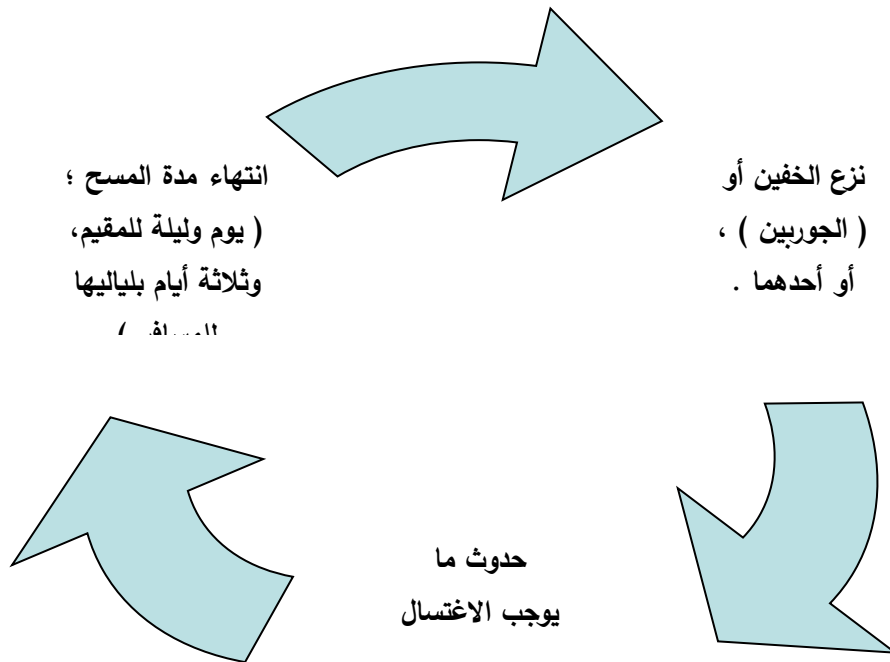 نزع الخفين أو
( الجوربين ) ،
أو أحدهما .
حدوث ما
يوجب الاغتسال
انتهاء مدة المسح ؛
( يوم وليلة للمقيم،
وثلاثة أيام بلياليها